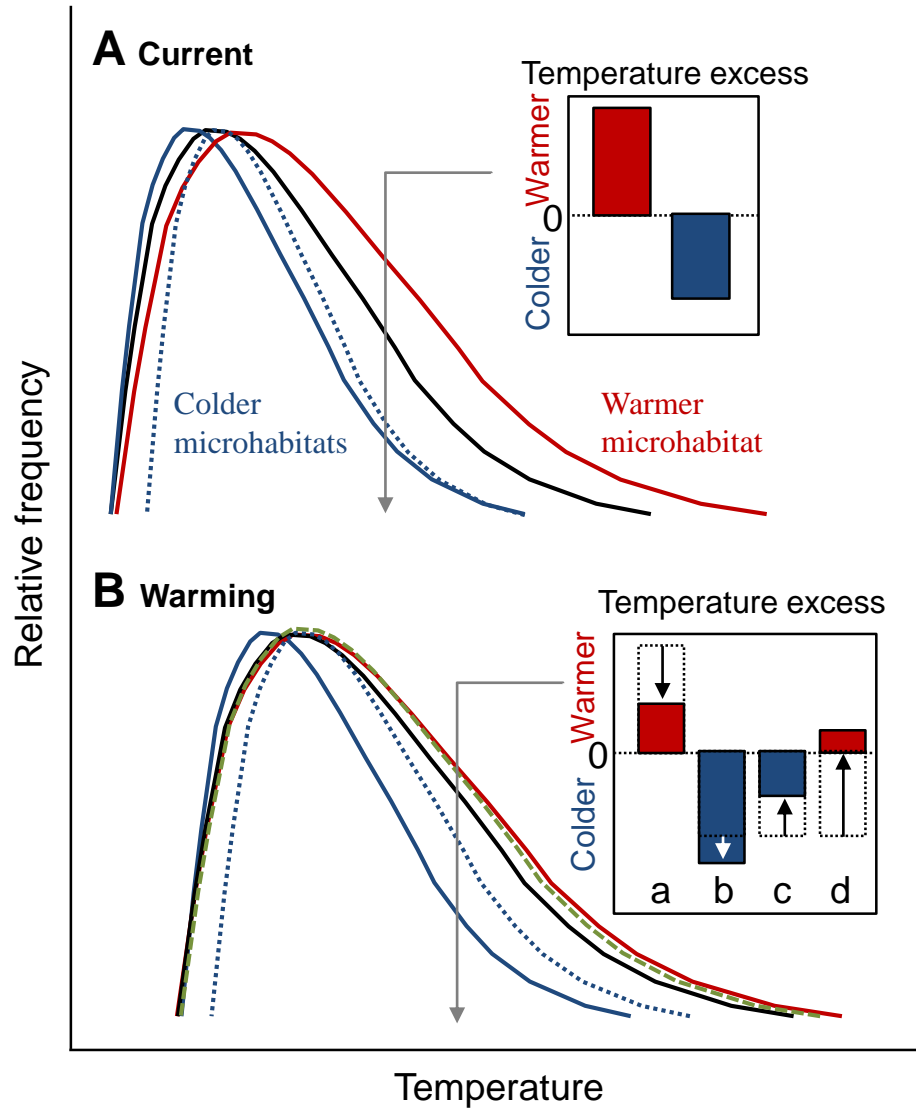 A Current
Temperature excess
Warmer
0
Colder
Colder
microhabitats
Warmer
microhabitat
Relative frequency
B Warming
Temperature excess
Warmer
0
Colder
a b c d
Temperature